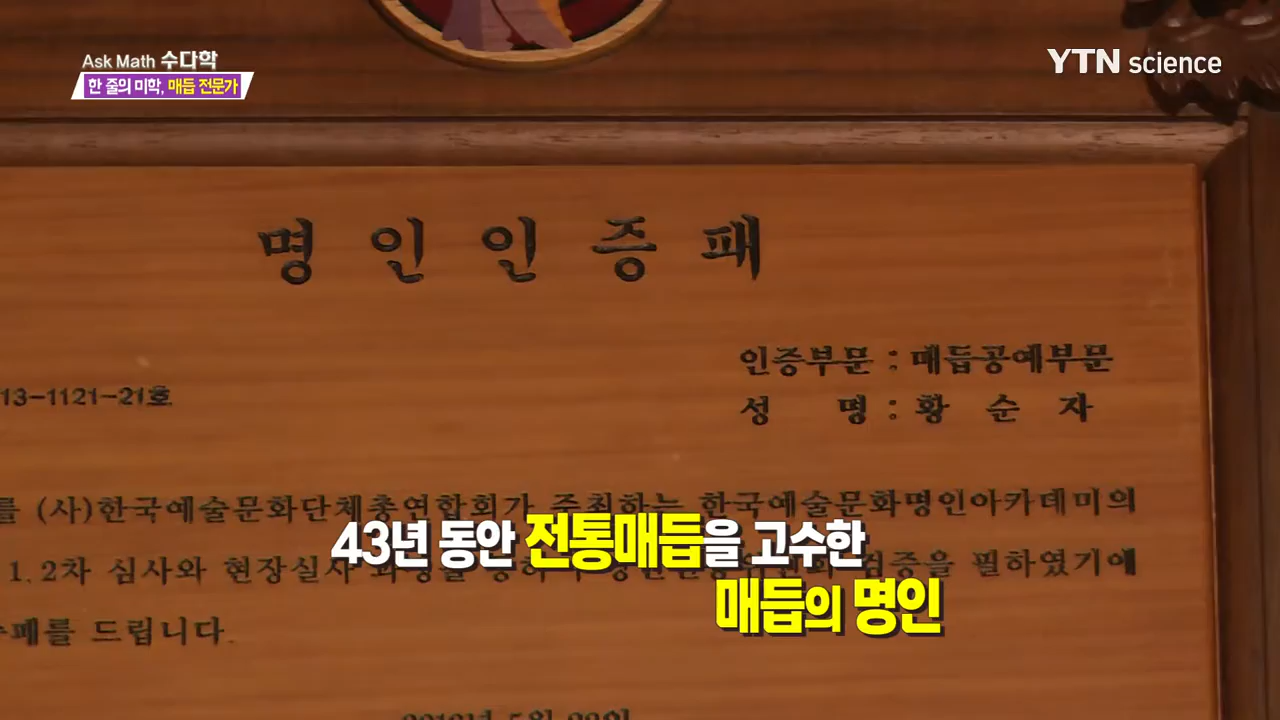 Ask Math 수다학
한 줄의 미학, 매듭 전문가
YTN science
명인인증패
인증부문 : 매듭공예부문
13-1121-21호
성 명 : 황 순 자
를 (사)한국예술문화단체총연합회가 주최하는 한국예술문화명인아카데미의
43년 동안 전통매듭을 고수한
1,2차 심사와 현장실사 과정을 검증을 필하였기에
매듭의 명인
패를 드립니다.